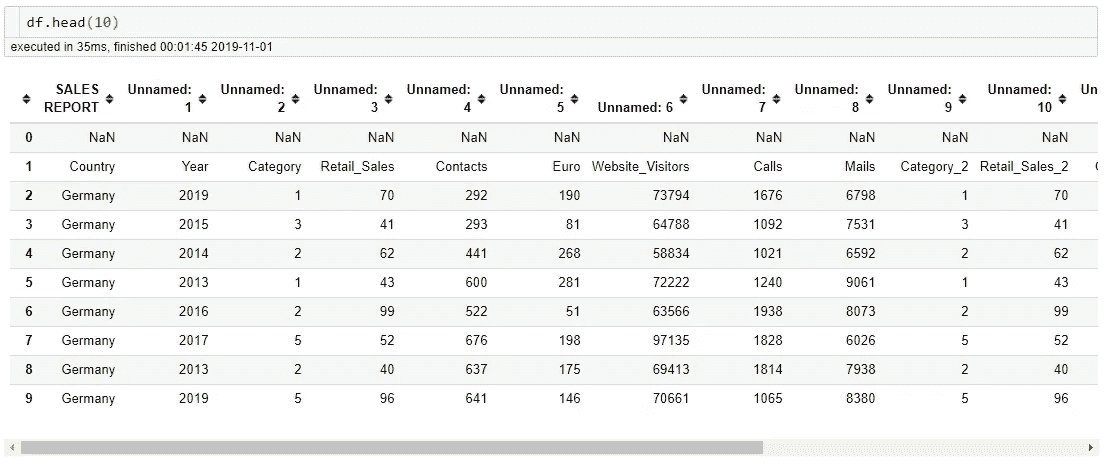 df.head(10)
executed in 35ms, finished 00:01:45 2019-11-01
SALES REPORT Unnamed: 1 Unnamed: 2 Unnamed: 3 Unnamed: 4 Unnamed: 5 Unnamed: 6 Unnamed: 7 Unnamed: 8 Unnamed: 9 Unnamed: 10 Un
0 NaN NaN NaN NaN NaN NaN NaN NaN NaN NaN NaN
1 Country Year Category Retail_Sales Contacts Euro Website_Visitors Calls Mails Category_2 Retail_Sales_2
2 Germany 2019 1 70 292 190 73794 1676 6798 1 70
3 Germany 2015 3 41 293 81 64788 1092 7531 3 41
4 Germany 2014 2 62 441 268 58834 1021 6592 2 62
5 Germany 2013 1 43 600 281 72222 1240 9061 1 43
6 Germany 2016 2 99 522 51 63566 1938 8073 2 99
7 Germany 2017 5 52 676 198 97135 1828 6026 5 52
8 Germany 2013 2 40 637 175 69413 1814 7938 2 40
9 Germany 2019 5 96 641 146 70661 1065 8380 5 96